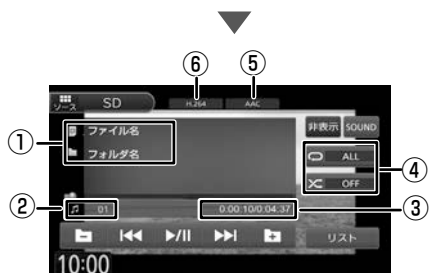 ⑥
⑤
ソース
SD
H.264
AAC
①
ファイル名
フォルダ名
非表示
SOUND
ALL
④
OFF
②
01
0:00:10/0:04:37
③
リスト
10:00